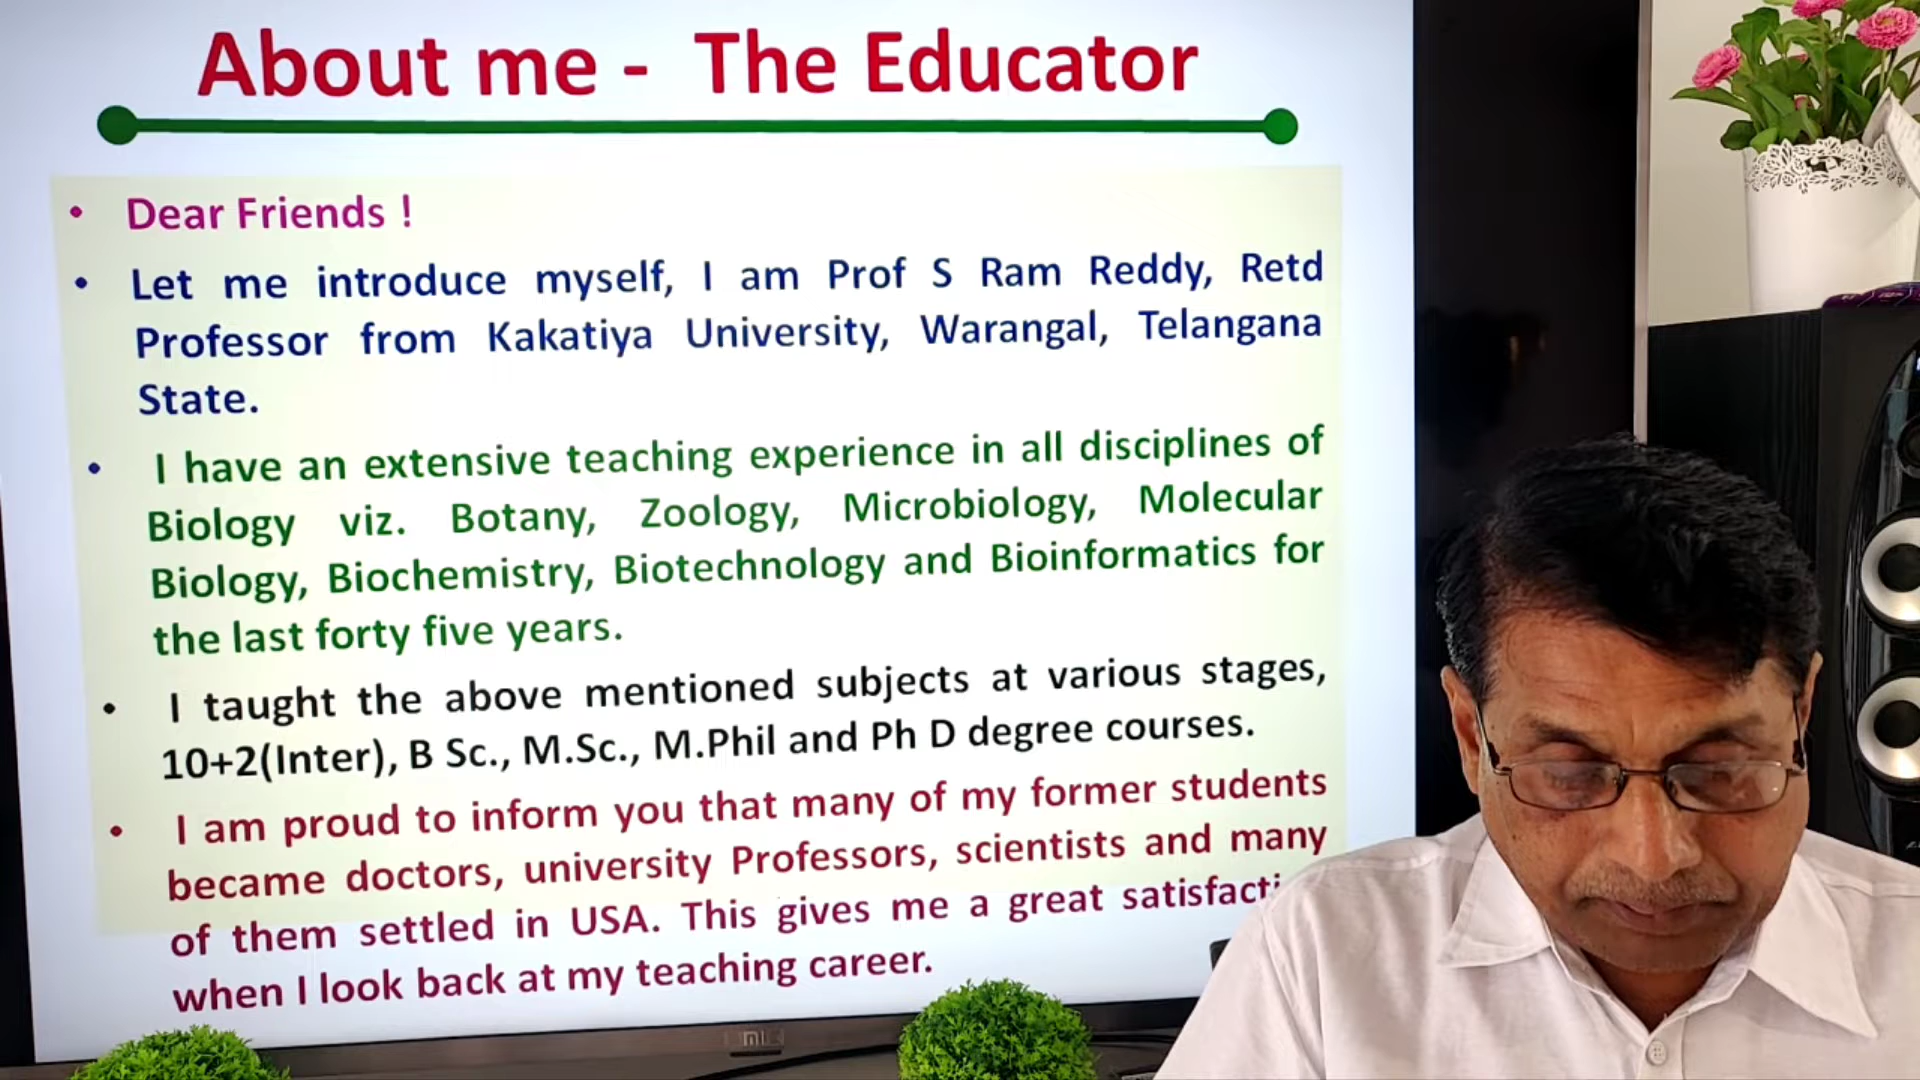 About me - The Educator
• Dear Friends !
• Let me introduce myself, I am Prof S Ram Reddy, Retd
Professor from Kakatiya University, Warangal, Telangana
State.
• I have an extensive teaching experience in all disciplines of
Biology viz. Botany, Zoology, Microbiology, Molecular
Biology, Biochemistry, Biotechnology and Bioinformatics for
the last forty five years.
• I taught the above mentioned subjects at various stages,
10+2(Inter), B Sc., M.Sc., M.Phil and Ph D degree courses.
• I am proud to inform you that many of my former students
became doctors, university Professors, scientists and many
of them settled in USA. This gives me a great satisfacti
when I look back at my teaching career.
mi